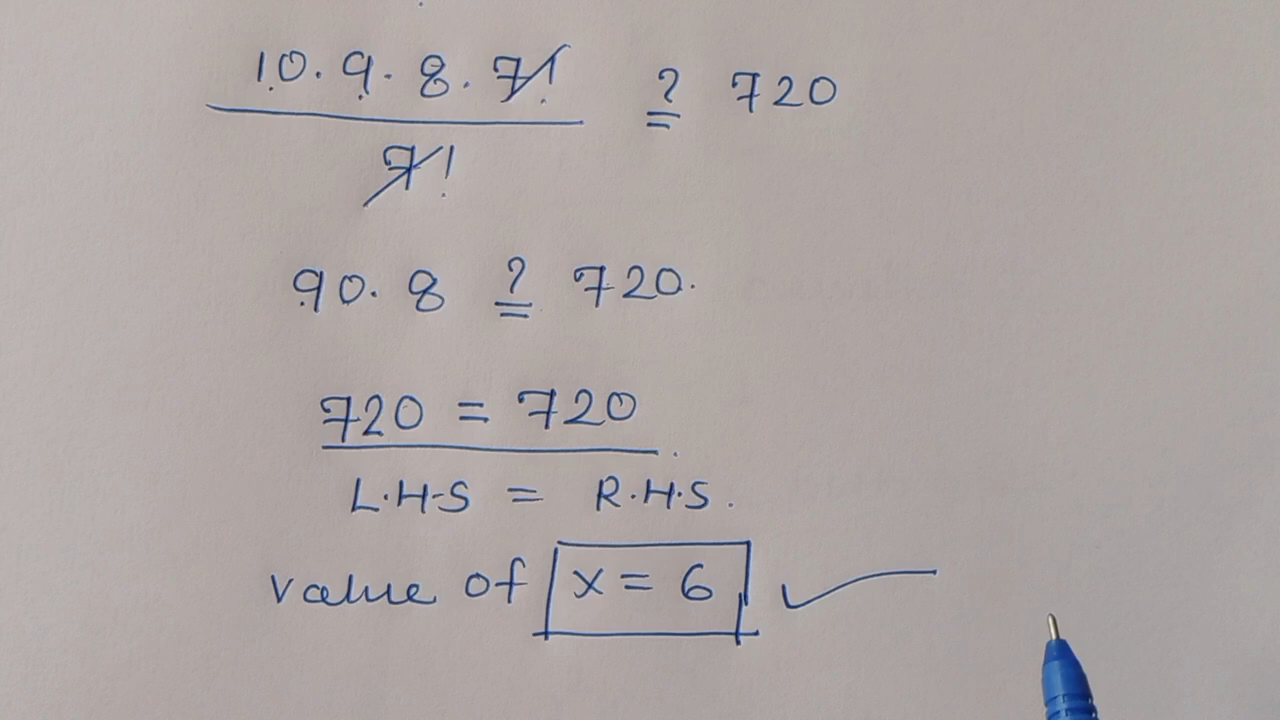 10. 9. 8. 7!
? = 720
7!
90. 8 ? = 720.
720 = 720
L.H.S = R.H.S.
value of x = 6 ✓